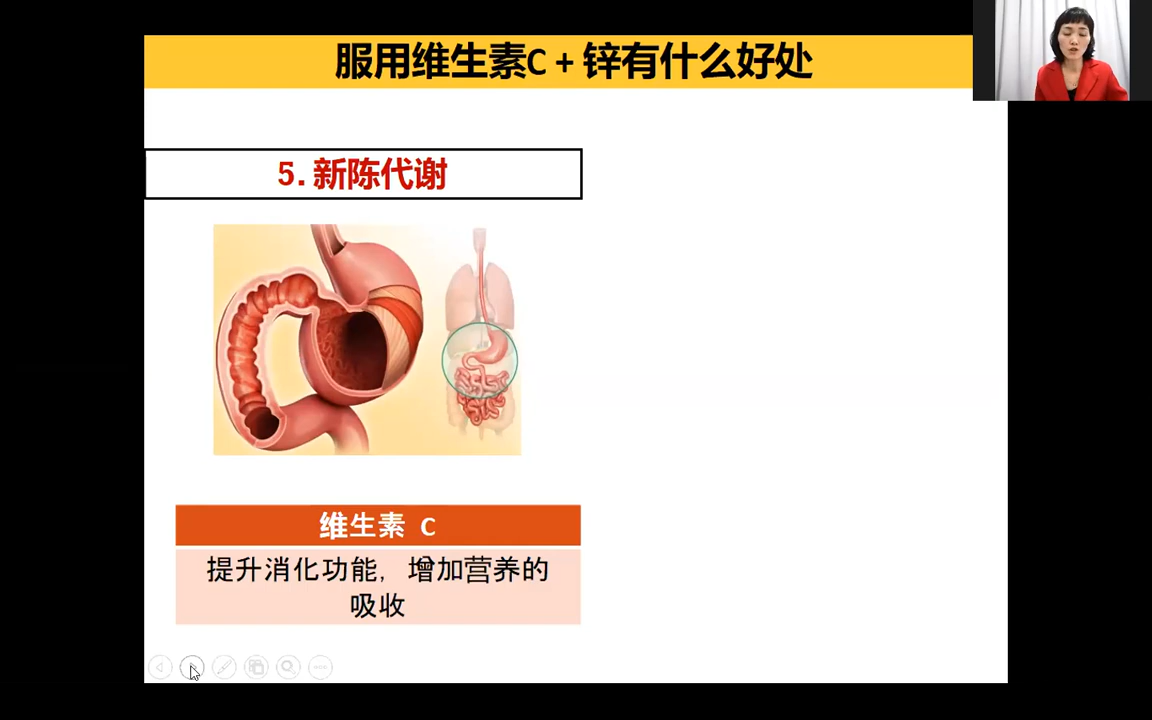 服用维生素C + 锌有什么好处
5. 新陈代谢
维生素 C
提升消化功能, 增加营养的
吸收